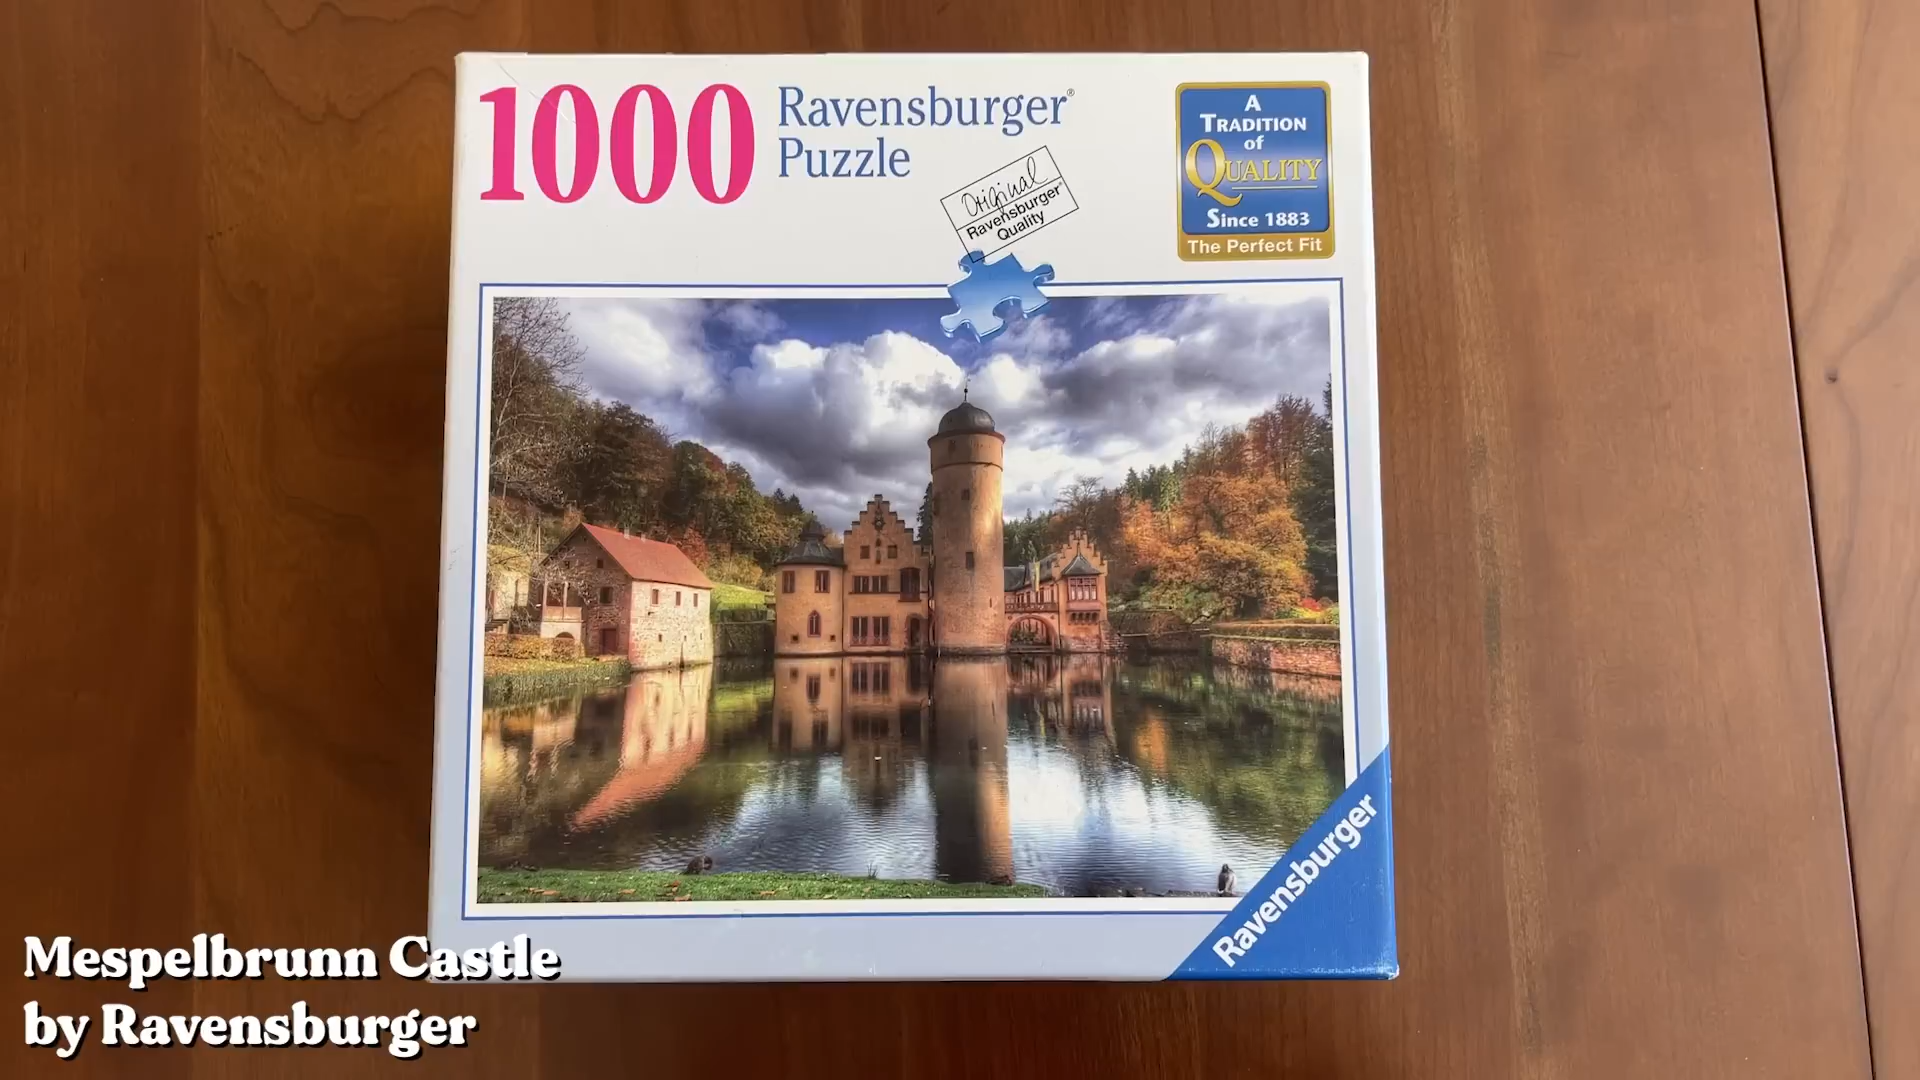 1000
Ravensburger®
Puzzle
Original
Ravensburger®
Quality
A
TRADITION
of
QUALITY
Since 1883
The Perfect Fit
Ravensburger
Mespelbrunn Castle
by Ravensburger